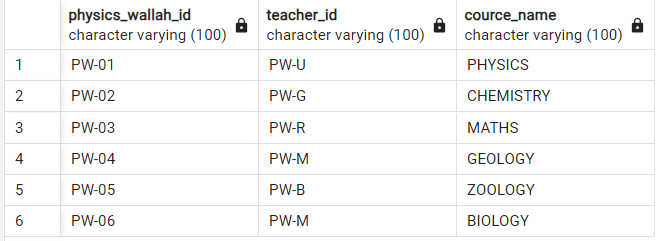 physics_wallah_id teacher_id cource_name
character varying (100) character varying (100) character varying (100)
1 PW-01 PW-U PHYSICS
2 PW-02 PW-G CHEMISTRY
3 PW-03 PW-R MATHS
4 PW-04 PW-M GEOLOGY
5 PW-05 PW-B ZOOLOGY
6 PW-06 PW-M BIOLOGY